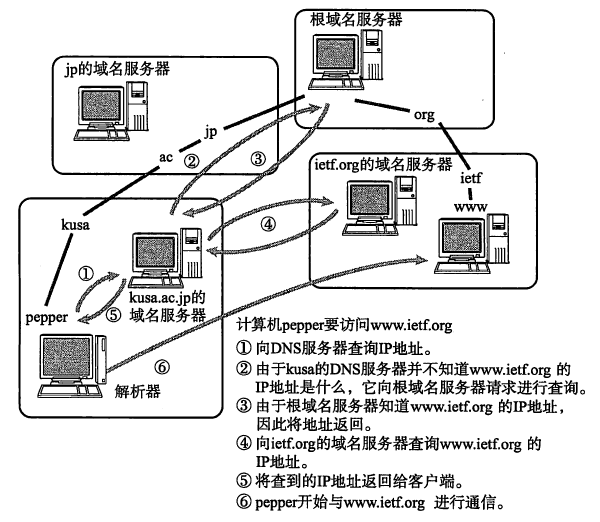 根域名服务器
jp的域名服务器
org
jp
ac
②
③
ietf.org的域名服务器
ietf
www
kusa
④
①
kusa.ac.jp的
域名服务器
⑤
pepper
⑥
解析器
计算机pepper要访问www.ietf.org
① 向DNS服务器查询IP地址。
② 由于kusa的DNS服务器并不知道www.ietf.org 的
IP地址是什么，它向根域名服务器请求进行查询。
③ 由于根域名服务器知道www.ietf.org 的IP地址，
因此将地址返回。
④ 向ietf.org的域名服务器查询www.ietf.org 的
IP地址。
⑤ 将查到的IP地址返回给客户端。
⑥ pepper开始与www.ietf.org 进行通信。